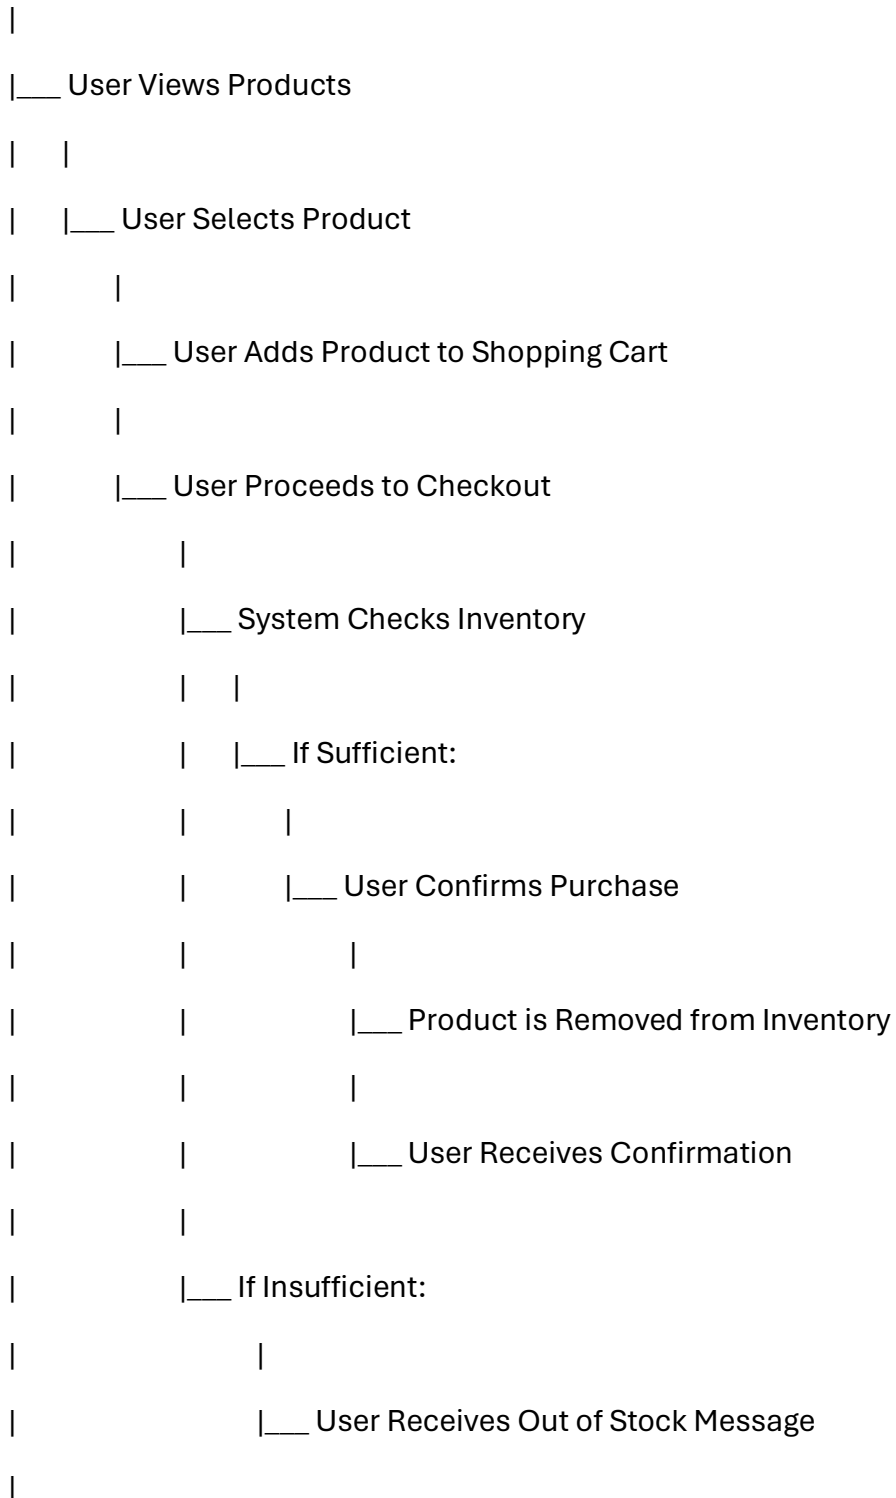 |
|___ User Views Products
|      |
|      |___ User Selects Product
|             |
|             |___ User Adds Product to Shopping Cart
|             |
|             |___ User Proceeds to Checkout
|                     |
|                     |___ System Checks Inventory
|                     |      |
|                     |      |___ If Sufficient:
|                     |             |
|                     |             |___ User Confirms Purchase
|                     |                     |
|                     |                     |___ Product is Removed from Inventory
|                     |                     |
|                     |                     |___ User Receives Confirmation
|                     |
|                     |___ If Insufficient:
|                               |
|                               |___ User Receives Out of Stock Message
|